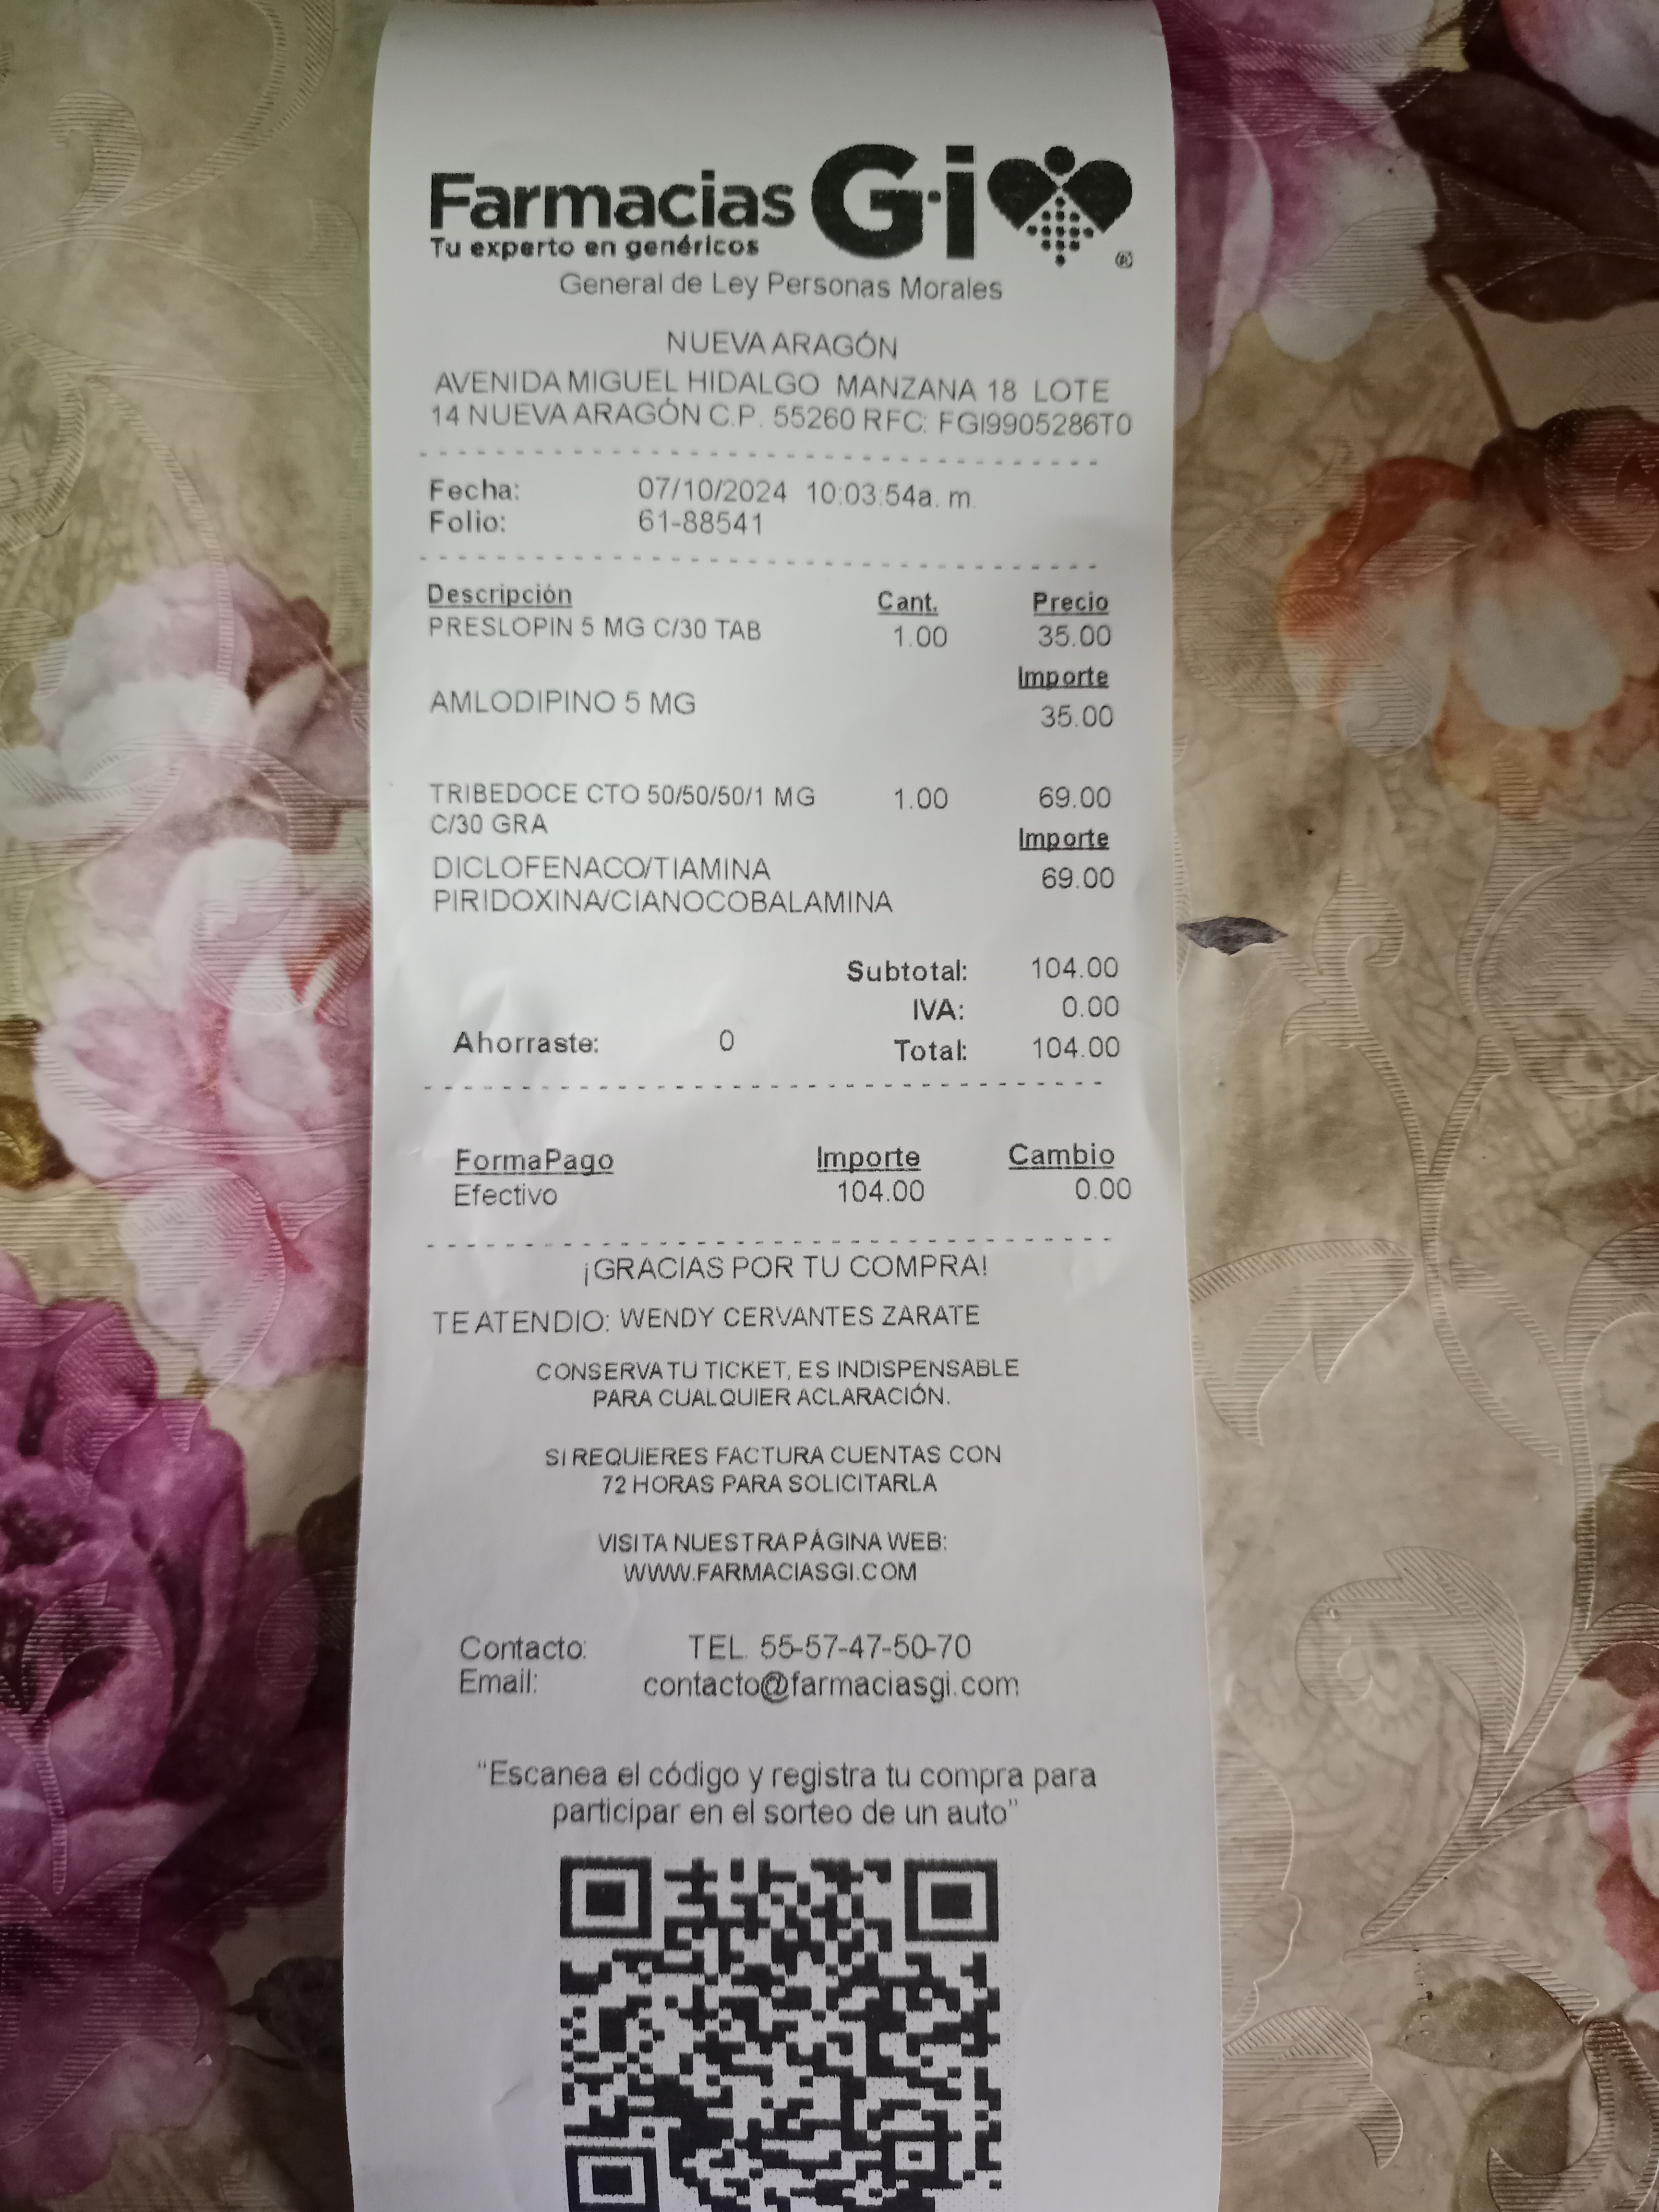 Farmacias G·i
Tu experto en genéricos
®
General de Ley Personas Morales
NUEVA ARAGÓN
AVENIDA MIGUEL HIDALGO MANZANA 18 LOTE
14 NUEVA ARAGÓN C.P. 55260 RFC: FGI9905286T0
Fecha: 07/10/2024 10:03:54a. m.
Folio: 61-88541
Descripción Cant. Precio
PRESLOPIN 5 MG C/30 TAB 1.00 35.00
Importe
AMLODIPINO 5 MG 35.00
TRIBEDOCE CTO 50/50/50/1 MG 1.00 69.00
C/30 GRA Importe
DICLOFENACO/TIAMINA 69.00
PIRIDOXINA/CIANOCOBALAMINA
Subtotal: 104.00
IVA: 0.00
Ahorraste: 0 Total: 104.00
FormaPago Importe Cambio
Efectivo 104.00 0.00
¡GRACIAS POR TU COMPRA!
TE ATENDIO: WENDY CERVANTES ZARATE
CONSERVA TU TICKET, ES INDISPENSABLE
PARA CUALQUIER ACLARACIÓN.
SI REQUIERES FACTURA CUENTAS CON
72 HORAS PARA SOLICITARLA
VISITA NUESTRA PÁGINA WEB:
WWW.FARMACIASGI.COM
Contacto: TEL. 55-57-47-50-70
Email: contacto@farmaciasgi.com
“Escanea el código y registra tu compra para
participar en el sorteo de un auto”